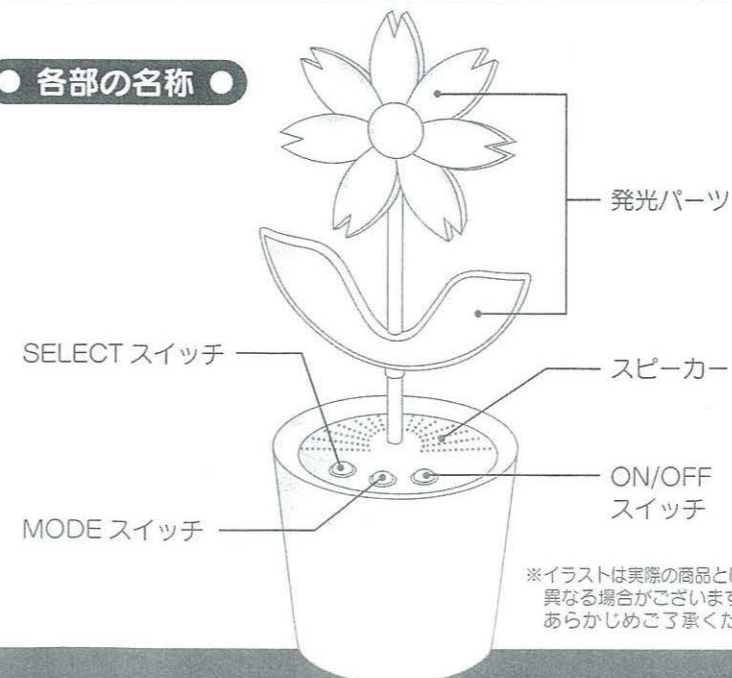 ● 各部の名称 ●
発光パーツ
SELECT スイッチ
スピーカー
ON/OFF
スイッチ
MODE スイッチ
※イラストは実際の商品とは
異なる場合がございます
あらかじめご了承くだ